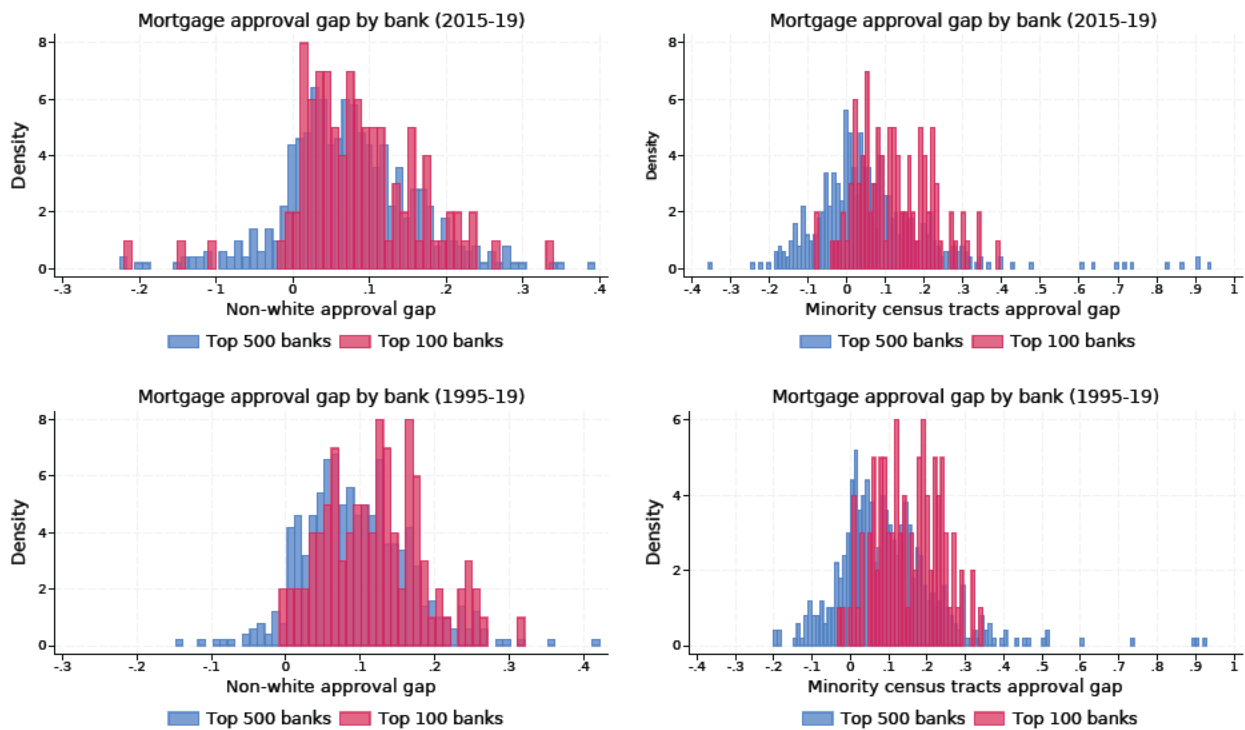 Mortgage approval gap by bank (2015-19)
8
6
4
2
0
Density
-.3 -.2 -.1 0 .1 .2 .3 .4
Non-white approval gap
Top 500 banks Top 100 banks
Mortgage approval gap by bank (2015-19)
8
6
4
2
0
Density
-.4 -.3 -.2 -.1 0 .1 .2 .3 .4 .5 .6 .7 .8 .9 1
Minority census tracts approval gap
Top 500 banks Top 100 banks
Mortgage approval gap by bank (1995-19)
8
6
4
2
0
Density
-.3 -.2 -.1 0 .1 .2 .3 .4
Non-white approval gap
Top 500 banks Top 100 banks
Mortgage approval gap by bank (1995-19)
6
4
2
0
Density
-.4 -.3 -.2 -.1 0 .1 .2 .3 .4 .5 .6 .7 .8 .9 1
Minority census tracts approval gap
Top 500 banks Top 100 banks